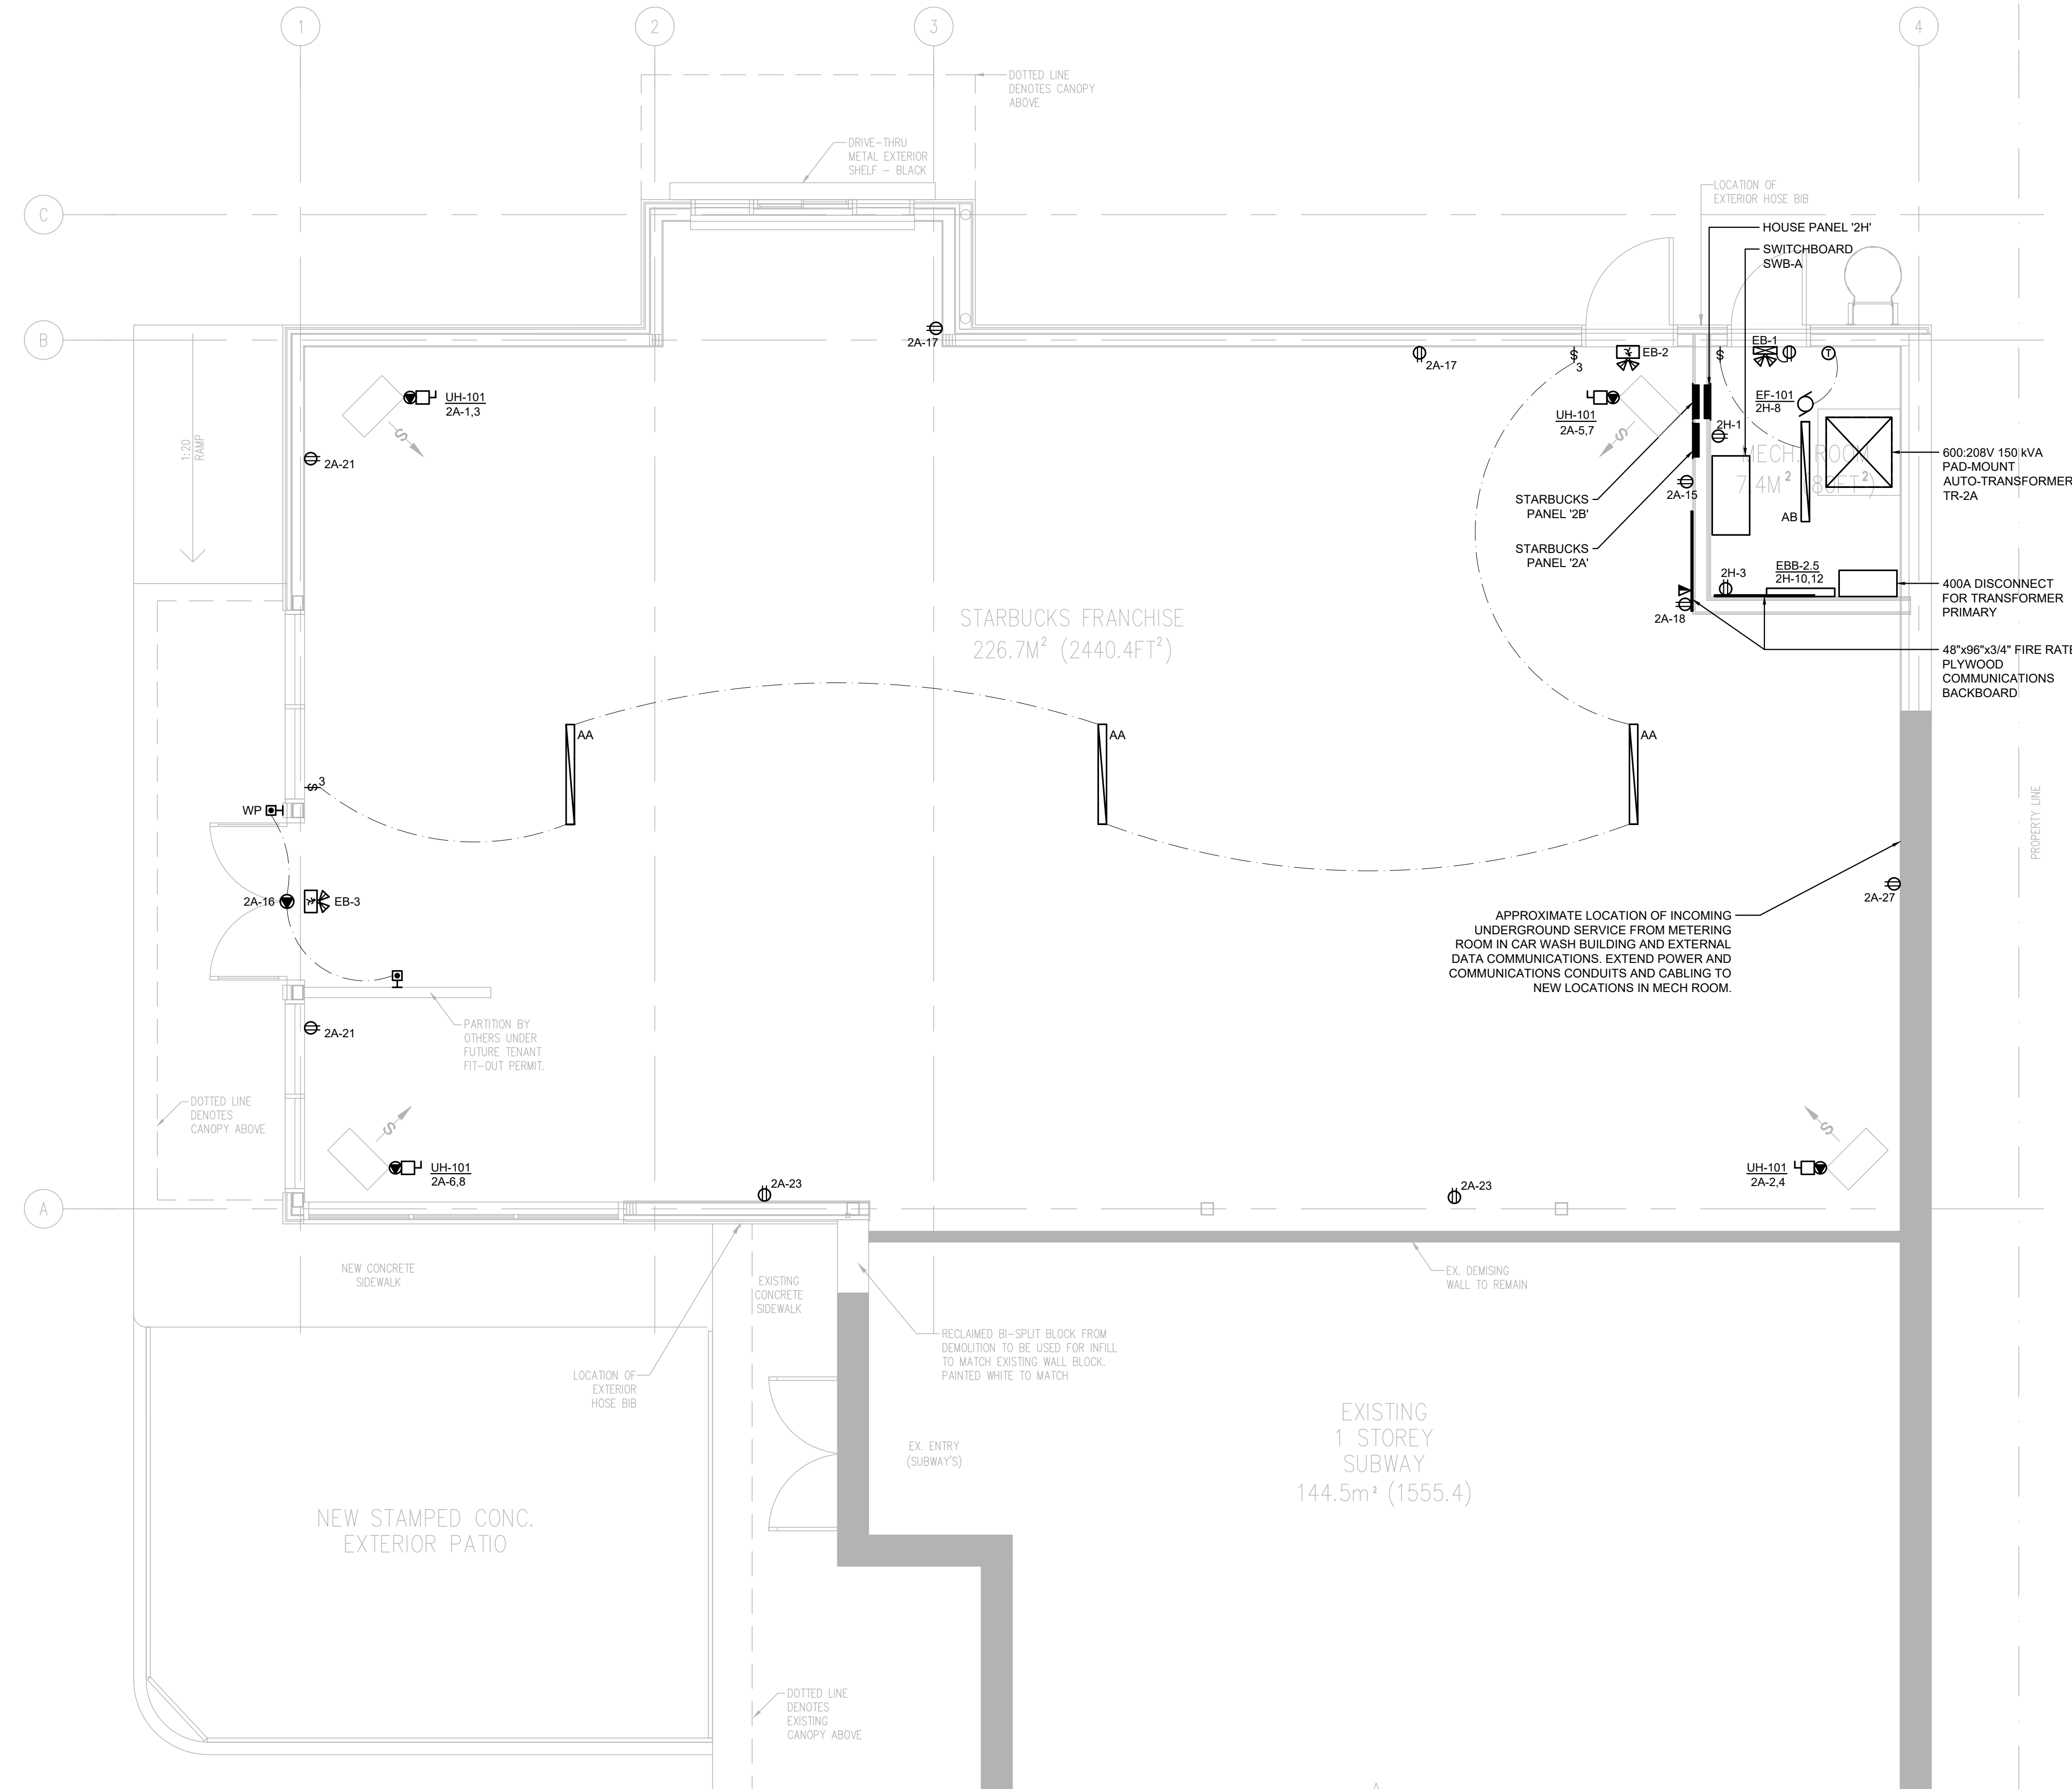 1
2
3
4
C
B
A
DOTTED LINE
DENOTES CANOPY
ABOVE
DRIVE-THRU
METAL EXTERIOR
SHELF - BLACK
LOCATION OF
EXTERIOR HOSE BIB
HOUSE PANEL '2H'
SWITCHBOARD
SWB-A
2A-17
2A-17
S
3
EB-2
S
EB-1
T
UH-101
2A-1,3
S
UH-101
2A-5,7
S
EF-101
2H-8
2H-1
1:20
RAMP
2A-21
MECH. ROOM
600:208V 150 kVA
PAD-MOUNT
AUTO-TRANSFORMER
TR-2A
2A-15
STARBUCKS
PANEL '2B'
AB
STARBUCKS
PANEL '2A'
2H-3
EBB-2.5
2H-10,12
400A DISCONNECT
FOR TRANSFORMER
PRIMARY
2A-18
48"x96"x3/4" FIRE RATE
PLYWOOD
COMMUNICATIONS
BACKBOARD
STARBUCKS FRANCHISE
226.7M² (2440.4FT²)
AA
AA
AA
S
3
WP
2A-16
EB-3
PROPERTY LINE
2A-27
APPROXIMATE LOCATION OF INCOMING
UNDERGROUND SERVICE FROM METERING
ROOM IN CAR WASH BUILDING AND EXTERNAL
DATA COMMUNICATIONS. EXTEND POWER AND
COMMUNICATIONS CONDUITS AND CABLING TO
NEW LOCATIONS IN MECH ROOM.
2A-21
PARTITION BY
OTHERS UNDER
FUTURE TENANT
FIT-OUT PERMIT.
DOTTED LINE
DENOTES
CANOPY ABOVE
S
UH-101
2A-6,8
S
UH-101
2A-2,4
2A-23
2A-23
NEW CONCRETE
SIDEWALK
EXISTING
CONCRETE
SIDEWALK
EX. DEMISING
WALL TO REMAIN
RECLAIMED BI-SPLIT BLOCK FROM
DEMOLITION TO BE USED FOR INFILL
TO MATCH EXISTING WALL BLOCK.
PAINTED WHITE TO MATCH
LOCATION OF
EXTERIOR
HOSE BIB
EX. ENTRY
(SUBWAY'S)
EXISTING
1 STOREY
SUBWAY
144.5m² (1555.4)
NEW STAMPED CONC.
EXTERIOR PATIO
DOTTED LINE
DENOTES
EXISTING
CANOPY ABOVE